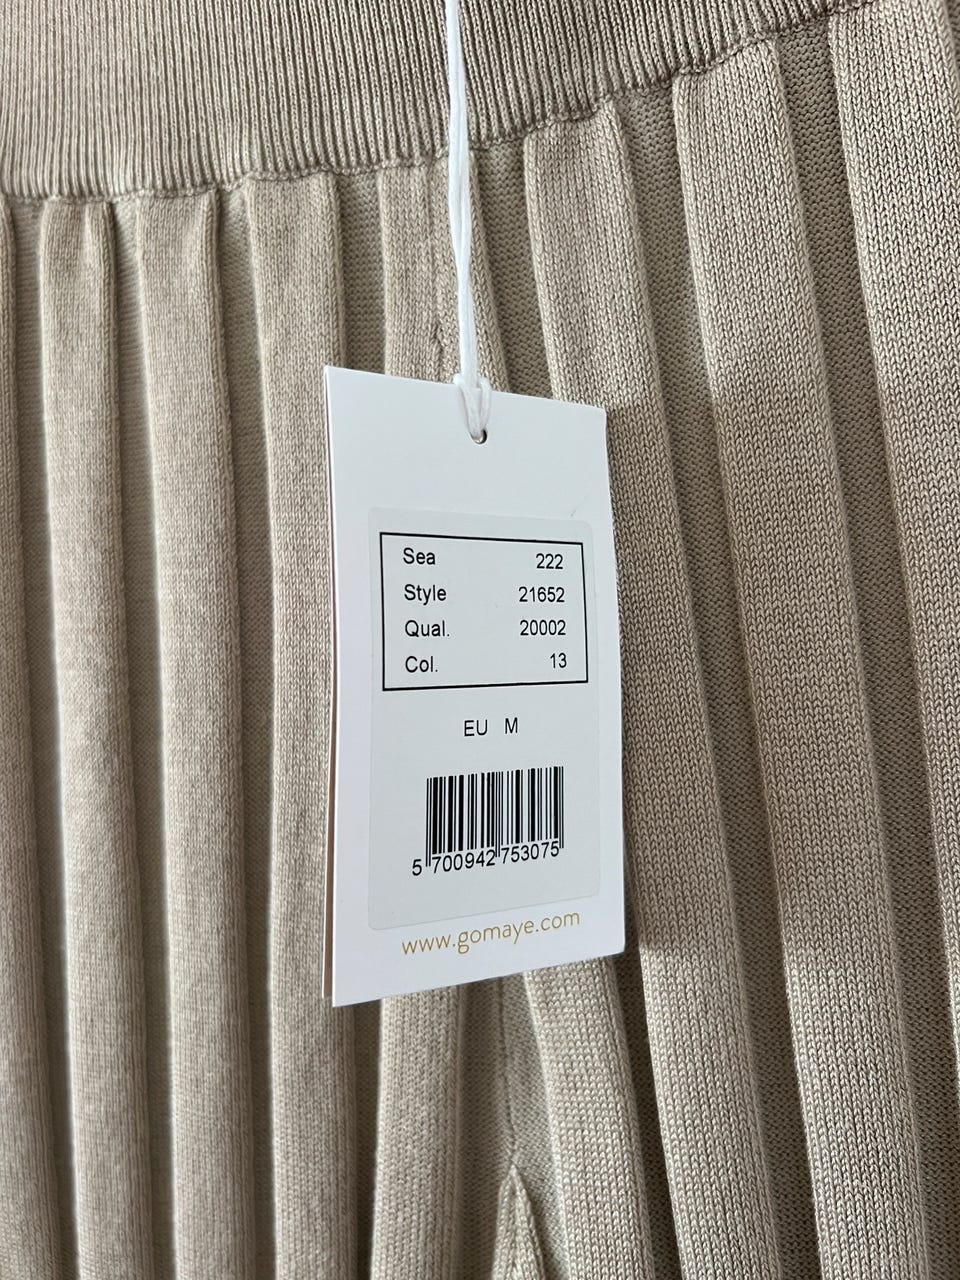 Sea 222
Style 21652
Qual. 20002
Col. 13
EU M
5 700942 753075
www.gomaye.com